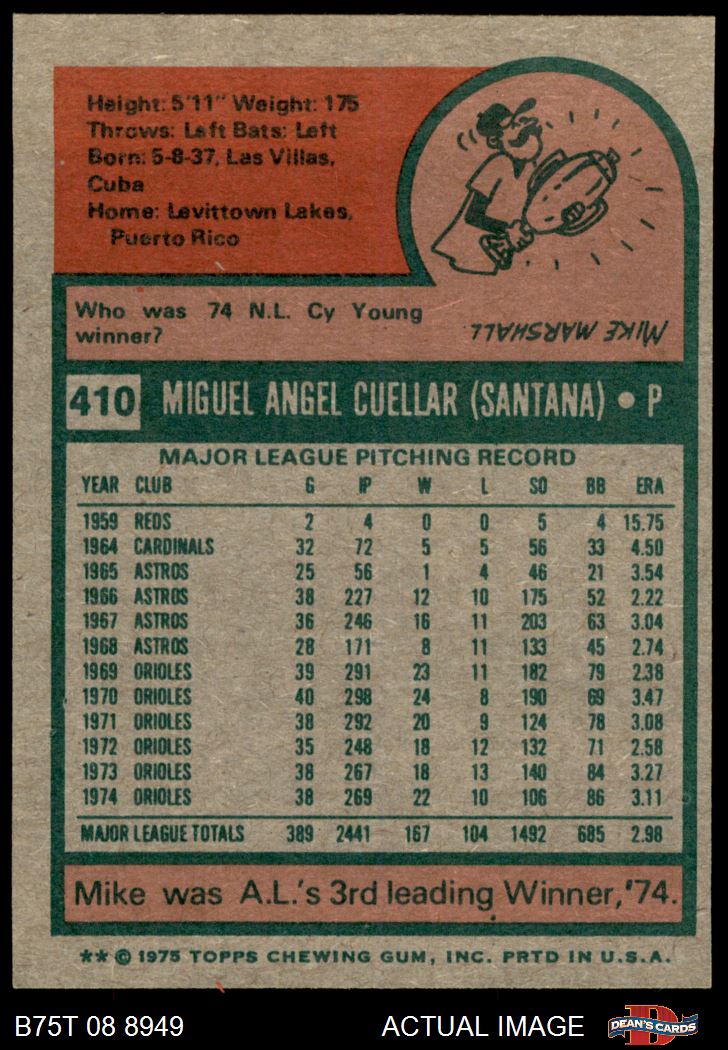 Height: 5'11" Weight: 175
Throws: Left Bats: Left
Born: 5-8-37, Las Villas,
Cuba
Home: Levittown Lakes,
Puerto Rico
Who was 74 N.L. Cy Young
winner?
MIKE MARSHALL
410 MIGUEL ANGEL CUELLAR (SANTANA) • P
MAJOR LEAGUE PITCHING RECORD
YEAR CLUB G IP W L SO BB ERA
1959 REDS 2 4 0 0 5 4 15.75
1964 CARDINALS 32 72 5 5 56 33 4.50
1965 ASTROS 25 56 1 4 46 21 3.54
1966 ASTROS 38 227 12 10 175 52 2.22
1967 ASTROS 36 246 16 11 203 63 3.04
1968 ASTROS 28 171 8 11 133 45 2.74
1969 ORIOLES 39 291 23 11 182 79 2.38
1970 ORIOLES 40 298 24 8 190 69 3.47
1971 ORIOLES 38 292 20 9 124 78 3.08
1972 ORIOLES 35 248 18 12 132 71 2.58
1973 ORIOLES 38 267 18 13 140 84 3.27
1974 ORIOLES 38 269 22 10 106 86 3.11
MAJOR LEAGUE TOTALS 389 2441 167 104 1492 685 2.98
Mike was A.L.'s 3rd leading Winner,'74.
** © 1975 TOPPS CHEWING GUM, INC. PRTD IN U.S.A.
B75T 08 8949 ACTUAL IMAGE DEAN'S CARDS